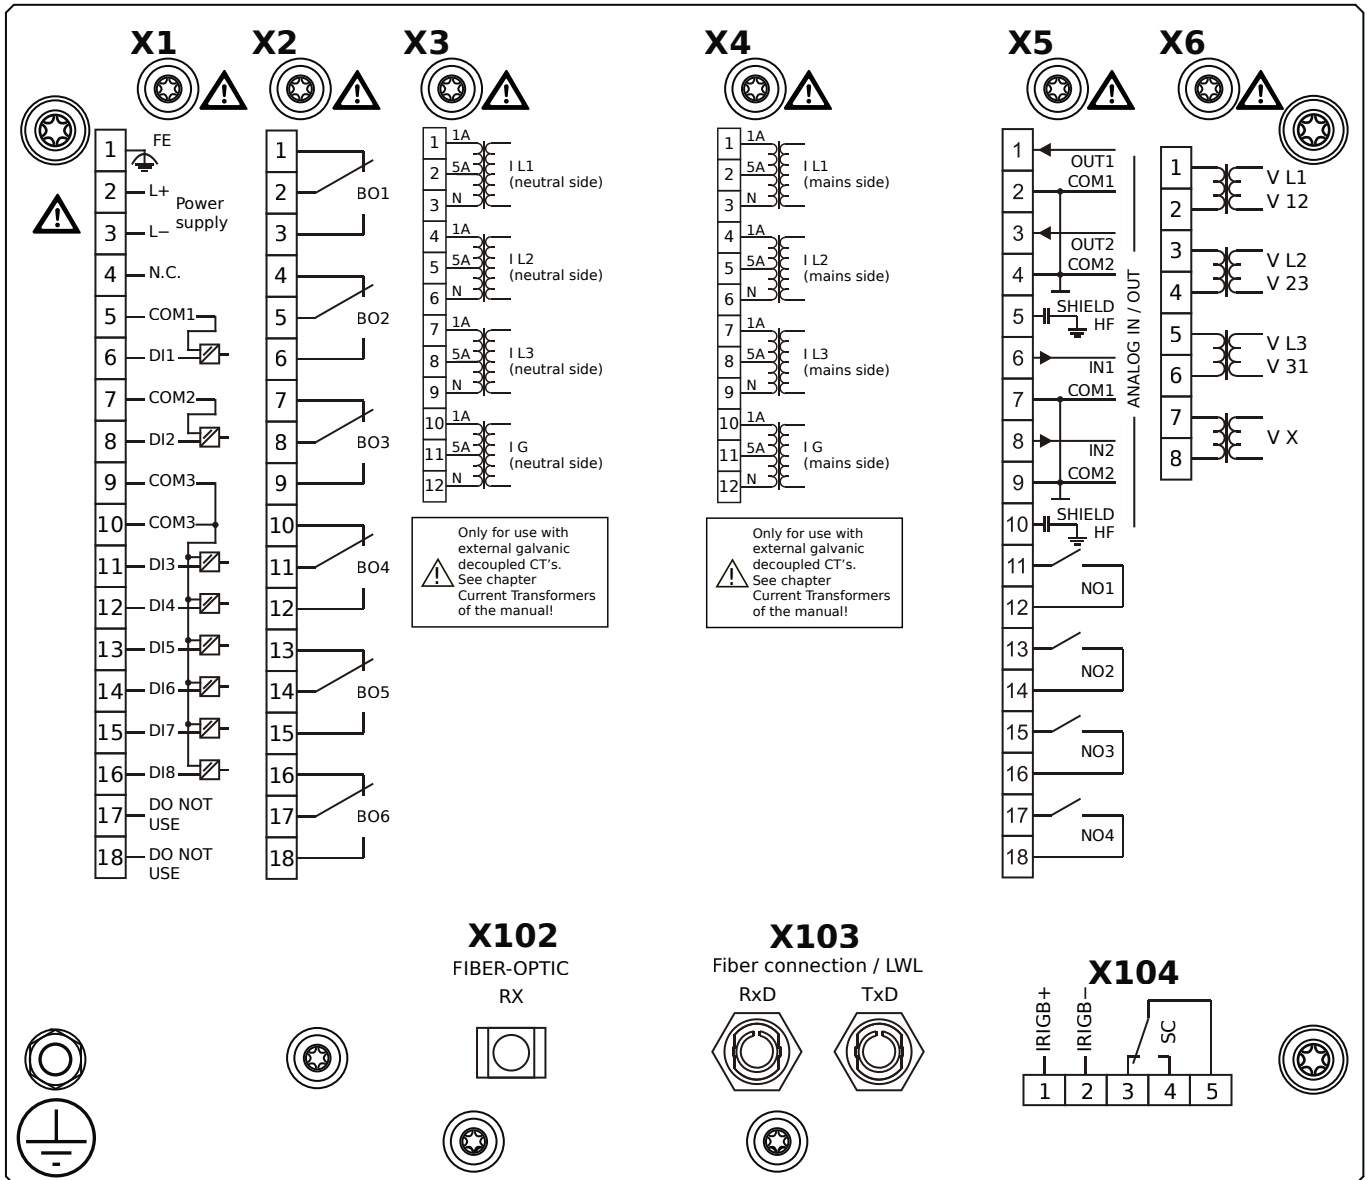 X1
X2
X3
X4
X5
X6
1
FE
2
L+
Power
supply
3
L−
4
N.C.
5
COM1
6
DI1
7
COM2
8
DI2
9
COM3
10
COM3
11
DI3
12
DI4
13
DI5
14
DI6
15
DI7
16
DI8
17
DO NOT
USE
18
DO NOT
USE
1
2
BO1
3
4
5
BO2
6
7
8
BO3
9
10
11
BO4
12
13
14
BO5
15
16
17
BO6
18
1
1A
2
5A
I L1
(neutral side)
3
N
4
1A
5
5A
I L2
(neutral side)
6
N
7
1A
8
5A
I L3
(neutral side)
9
N
10
1A
11
5A
I G
(neutral side)
12
N
Only for use with
external galvanic
decoupled CT's.
See chapter
Current Transformers
of the manual!
1
1A
2
5A
I L1
(mains side)
3
N
4
1A
5
5A
I L2
(mains side)
6
N
7
1A
8
5A
I L3
(mains side)
9
N
10
1A
11
5A
I G
(mains side)
12
N
Only for use with
external galvanic
decoupled CT's.
See chapter
Current Transformers
of the manual!
1
OUT1
2
COM1
3
OUT2
4
COM2
5
SHIELD
HF
6
IN1
7
COM1
8
IN2
9
COM2
10
SHIELD
HF
ANALOG IN / OUT
11
NO1
12
13
NO2
14
15
NO3
16
17
NO4
18
1
V L1
2
V 12
3
V L2
4
V 23
5
V L3
6
V 31
7
V X
8
X102
FIBER-OPTIC
RX
X103
Fiber connection / LWL
RxD
TxD
X104
IRIGB+
IRIGB−
SC
1
2
3
4
5